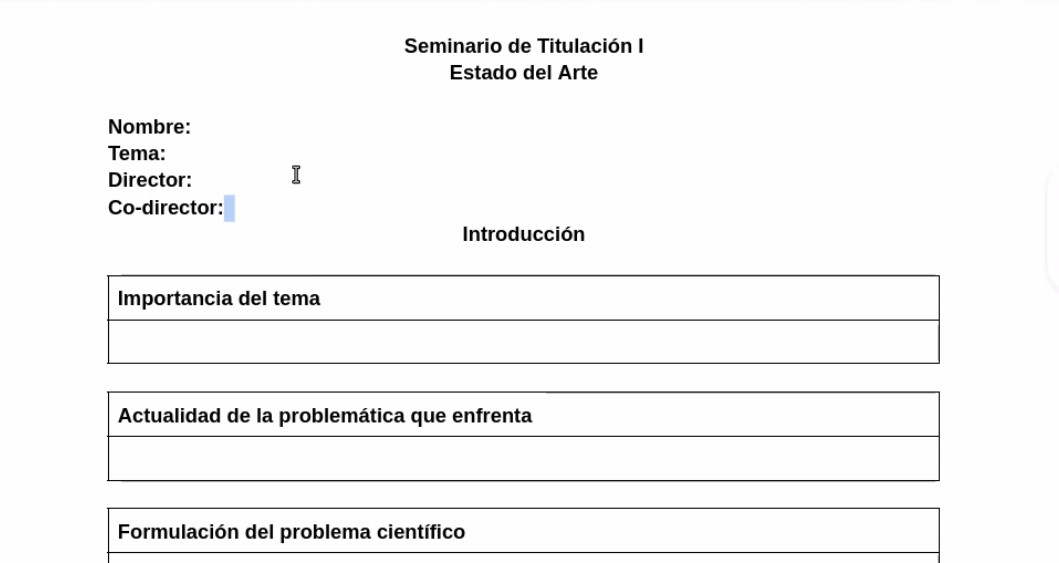 Seminario de Titulación I
Estado del Arte
Nombre:
Tema:
Director:
Co-director:
Introducción
Importancia del tema
Actualidad de la problemática que enfrenta
Formulación del problema científico